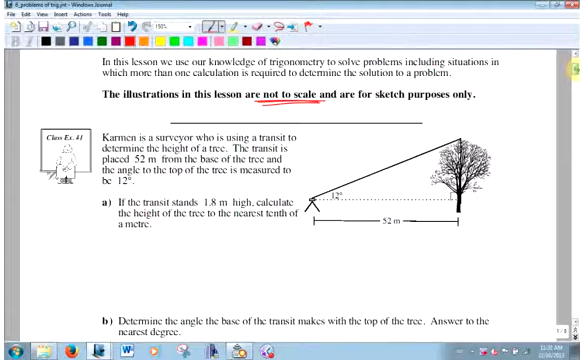 6_problems of trig.jnt - Windows Journal
File Edit View Insert Actions Tools Help
150%
In this lesson we use our knowledge of trigonometry to solve problems including situations in
which more than one calculation is required to determine the solution to a problem.
The illustrations in this lesson are not to scale and are for sketch purposes only.
Class Ex. #1
Karmen is a surveyor who is using a transit to
determine the height of a tree. The transit is
placed 52 m from the base of the tree and
the angle to the top of the tree is measured to
be 12°.
12°
52 m
a) If the transit stands 1.8 m high, calculate
the height of the tree to the nearest tenth of
a metre.
b) Determine the angle the base of the transit makes with the top of the tree. Answer to the
nearest degree.